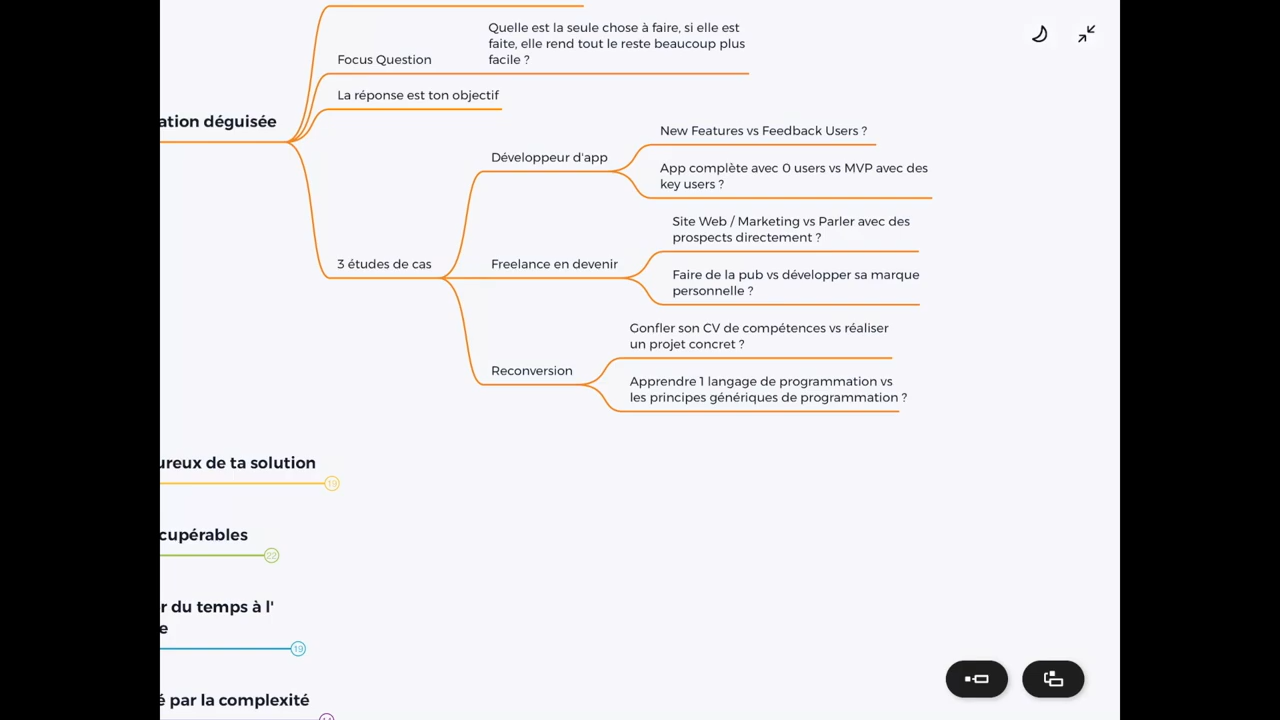 Quelle est la seule chose à faire, si elle est
faite, elle rend tout le reste beaucoup plus
facile ?
Focus Question
La réponse est ton objectif
ation déguisée
New Features vs Feedback Users ?
Développeur d'app
App complète avec 0 users vs MVP avec des
key users ?
Site Web / Marketing vs Parler avec des
prospects directement ?
3 études de cas
Freelance en devenir
Faire de la pub vs développer sa marque
personnelle ?
Gonfler son CV de compétences vs réaliser
un projet concret ?
Reconversion
Apprendre 1 langage de programmation vs
les principes génériques de programmation ?
ureux de ta solution
19
cupérables
22
r du temps à l'
e
19
é par la complexité